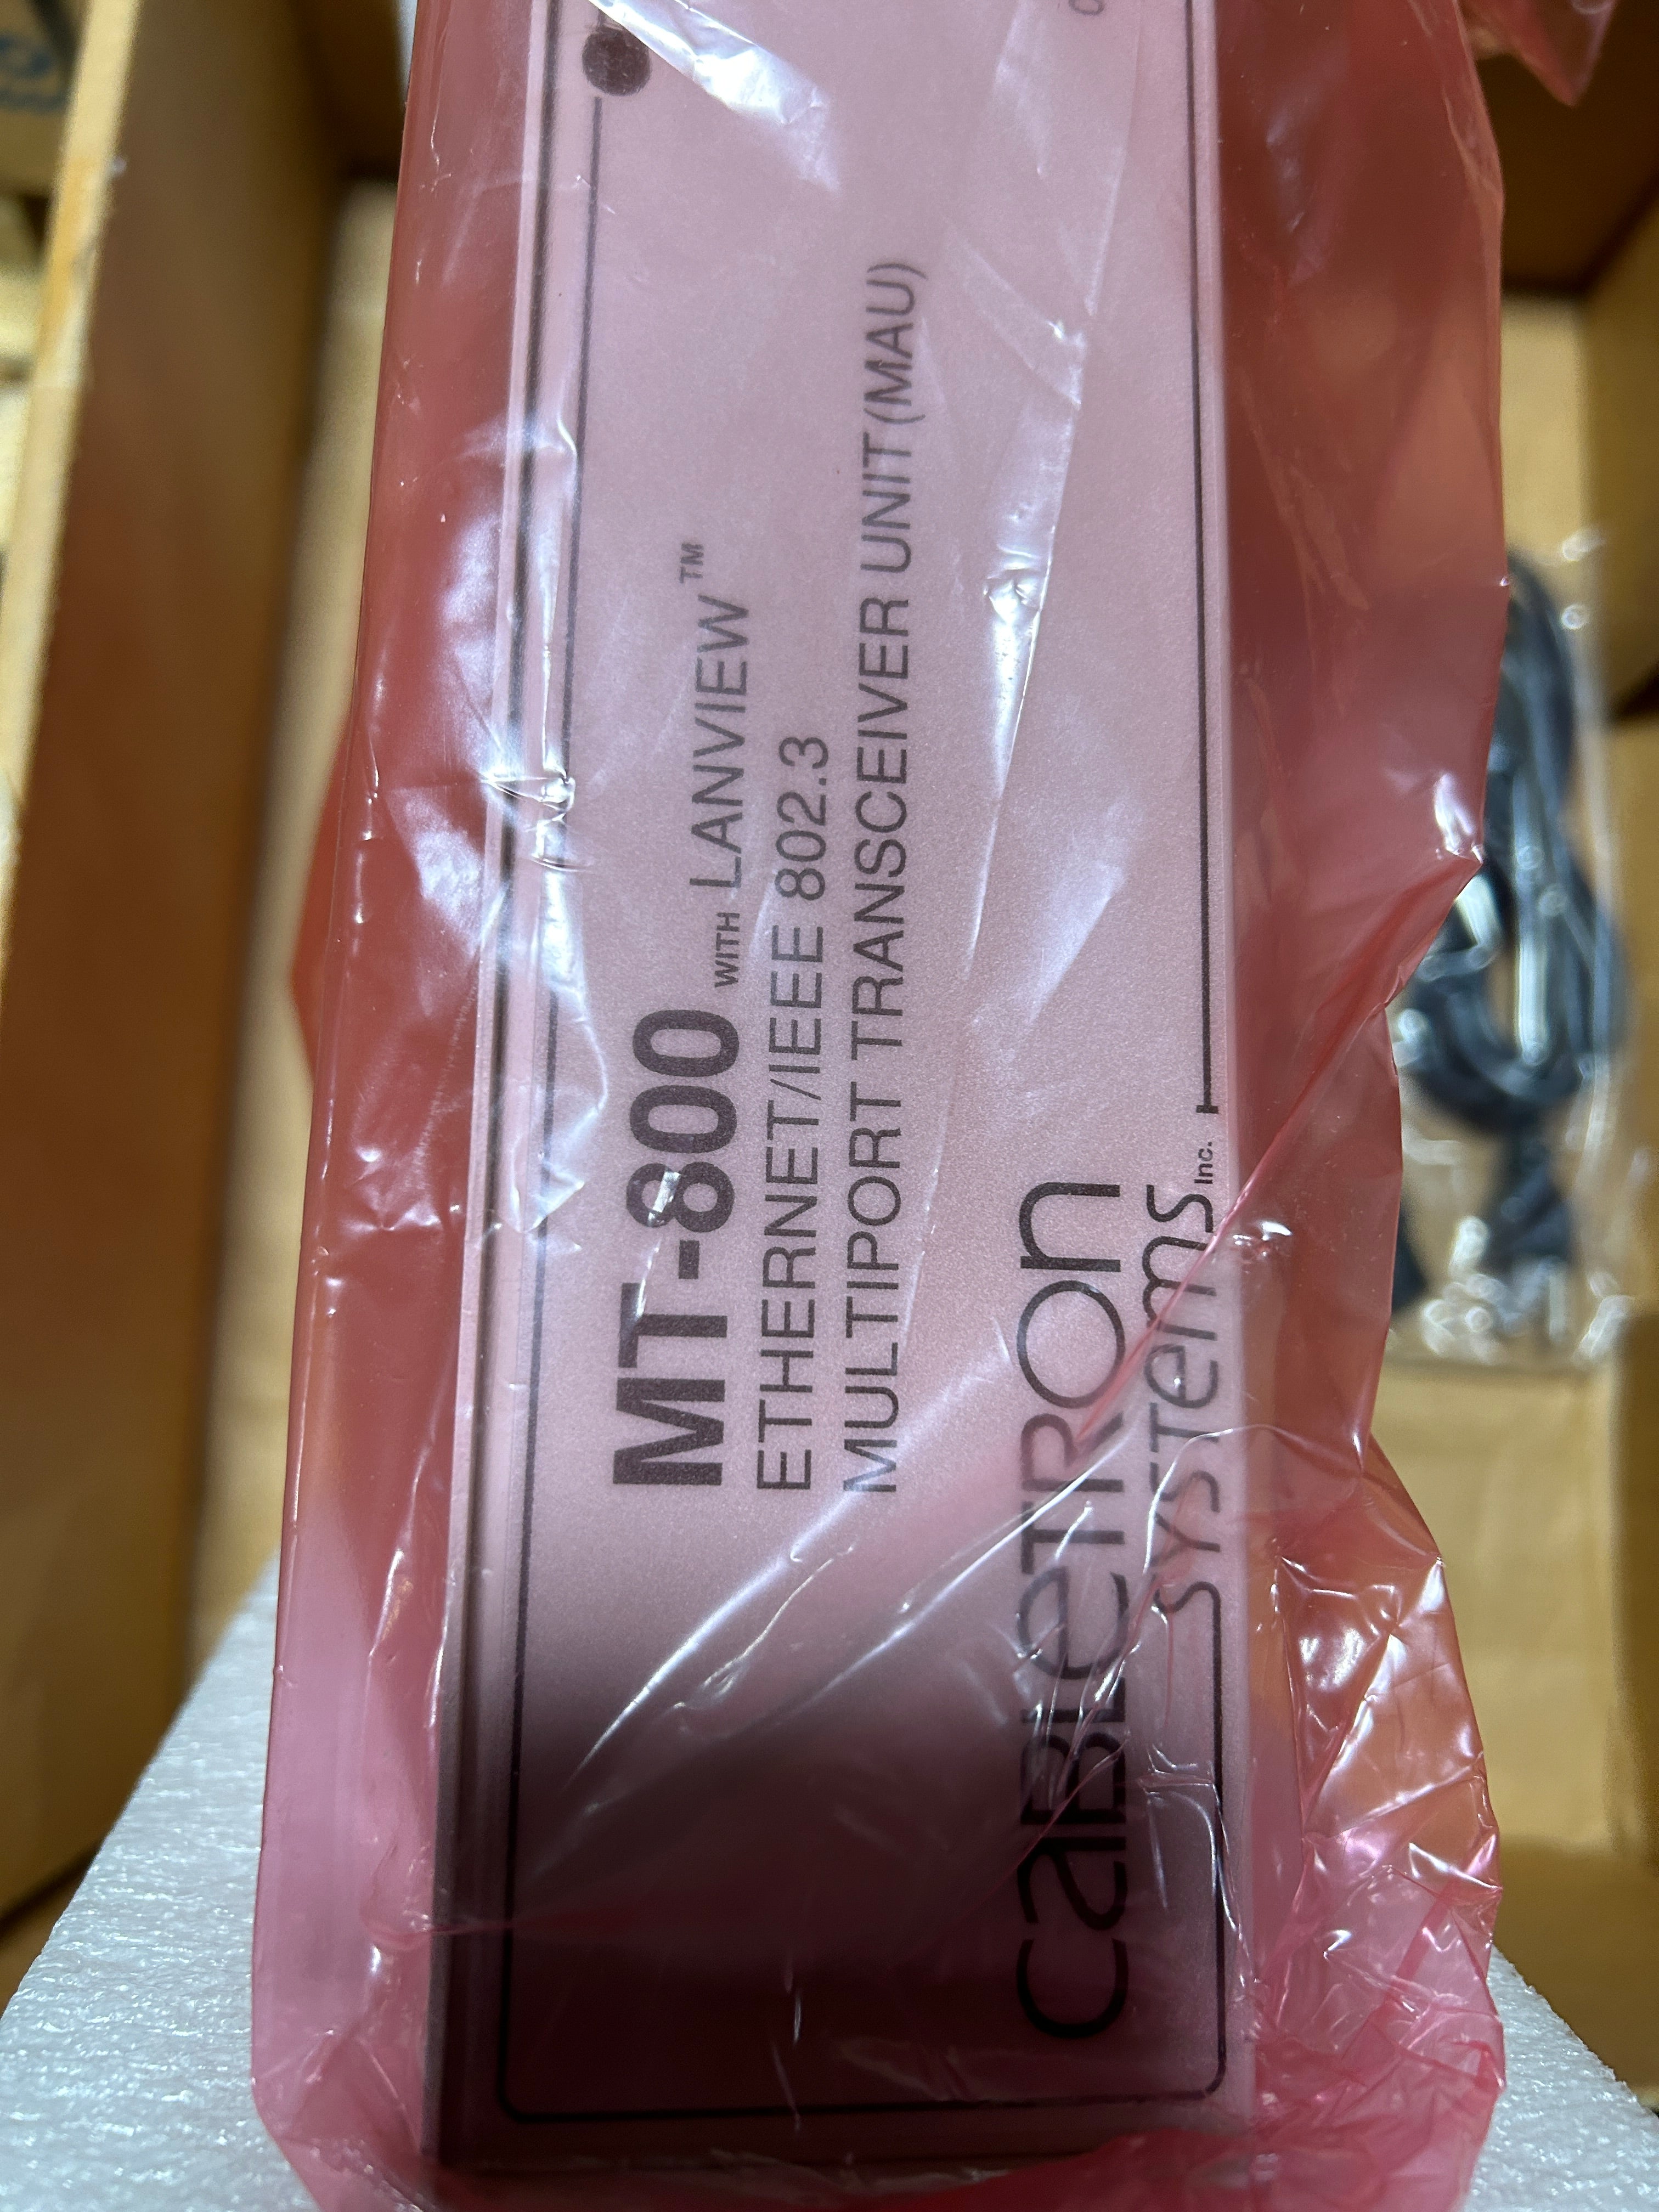 MT-800 WITH LANVIEW™
ETHERNET/IEEE 802.3
MULTIPORT TRANSCEIVER UNIT(MAU)
CABLETRON
SYSTEMS Inc.